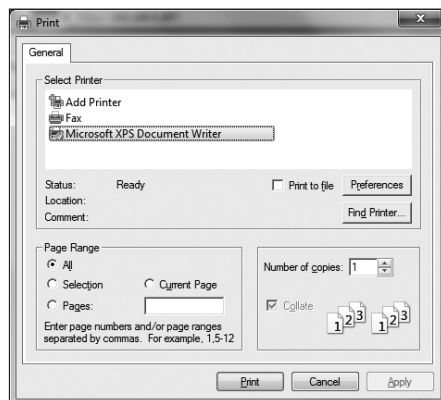 Print
General
Select Printer
Add Printer
Fax
Microsoft XPS Document Writer
Status: Ready
Print to file
Preferences
Location:
Comment:
Find Printer...
Page Range
All
Selection
Current Page
Pages:
Enter page numbers and/or page ranges
separated by commas. For example, 1,5-12
Number of copies: 1
Collate
1 2 3 1 2 3
Print
Cancel
Apply